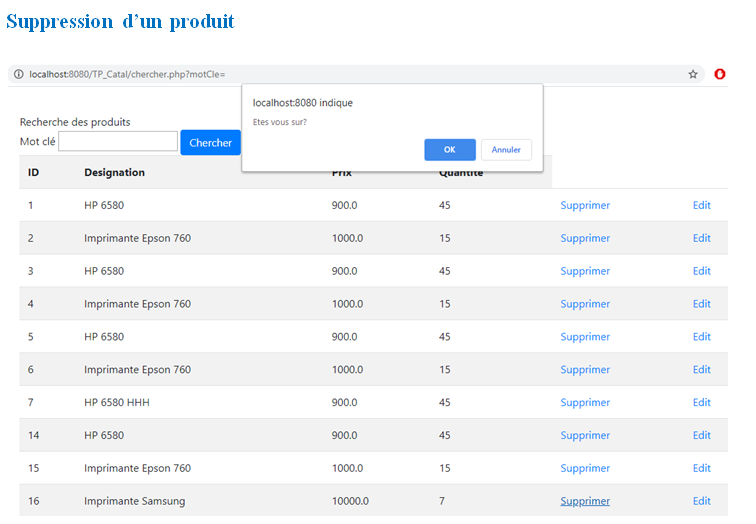 Suppression d'un produit
localhost:8080/TP_Catal/chercher.php?motCle=
localhost:8080 indique
Etes vous sur?
OK Annuler
Recherche des produits
Mot clé Chercher
ID Designation Prix Quantité
1 HP 6580 900.0 45 Supprimer Edit
2 Imprimante Epson 760 1000.0 15 Supprimer Edit
3 HP 6580 900.0 45 Supprimer Edit
4 Imprimante Epson 760 1000.0 15 Supprimer Edit
5 HP 6580 900.0 45 Supprimer Edit
6 Imprimante Epson 760 1000.0 15 Supprimer Edit
7 HP 6580 HHH 900.0 45 Supprimer Edit
14 HP 6580 900.0 45 Supprimer Edit
15 Imprimante Epson 760 1000.0 15 Supprimer Edit
16 Imprimante Samsung 10000.0 7 Supprimer Edit